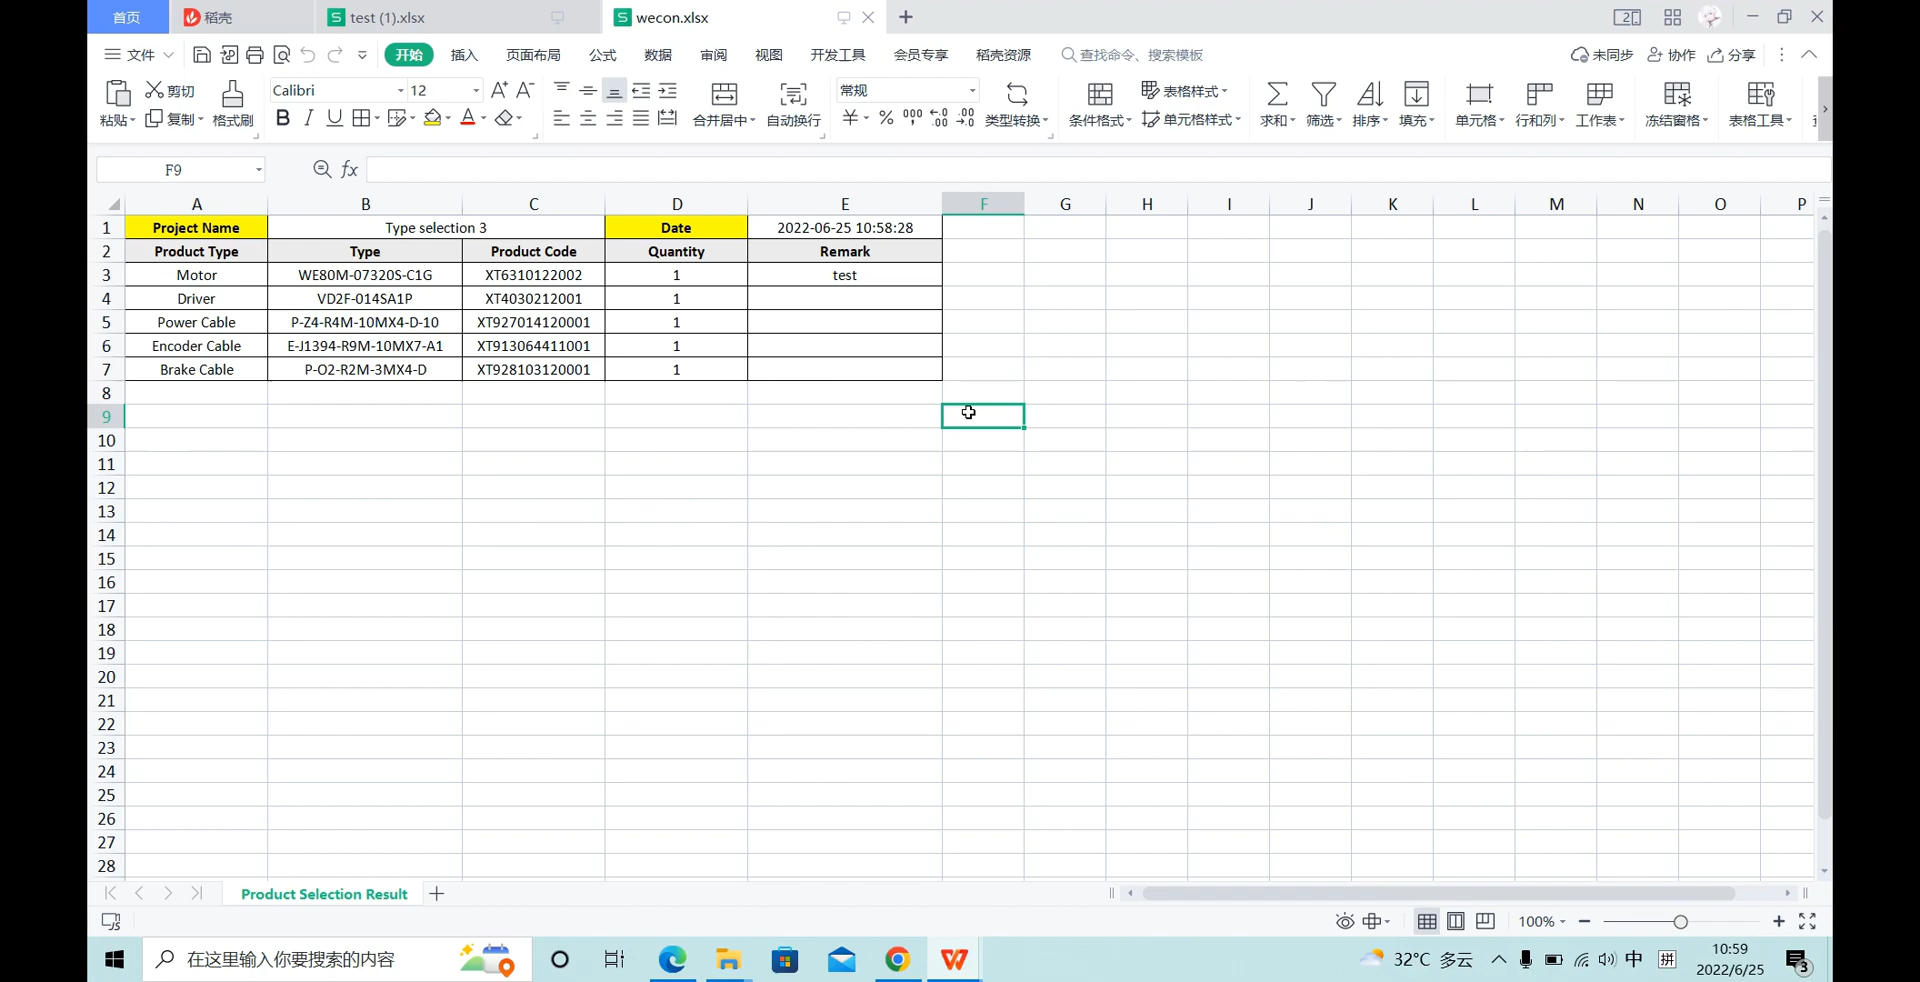 首页 稻壳 test (1).xlsx wecon.xlsx
文件 开始 插入 页面布局 公式 数据 审阅 视图 开发工具 会员专享 稻壳资源 查找命令、搜索模板 未同步 协作 分享
粘贴 剪切 复制 格式刷 Calibri 12 合并居中 自动换行 常规 类型转换 条件格式 表格样式 单元格样式 求和 筛选 排序 填充 单元格 行和列 工作表 冻结窗格 表格工具
F9 fx
A B C D E F G H I J K L M N O P
1 Project Name Type selection 3 Date 2022-06-25 10:58:28
2 Product Type Type Product Code Quantity Remark
3 Motor WE80M-07320S-C1G XT6310122002 1 test
4 Driver VD2F-014SA1P XT4030212001 1
5 Power Cable P-Z4-R4M-10MX4-D-10 XT927014120001 1
6 Encoder Cable E-J1394-R9M-10MX7-A1 XT913064411001 1
7 Brake Cable P-O2-R2M-3MX4-D XT928103120001 1
8
9
10
11
12
13
14
15
16
17
18
19
20
21
22
23
24
25
26
27
28
Product Selection Result
100%
在这里输入你要搜索的内容 32°C 多云 中 拼 10:59
2022/6/25 3